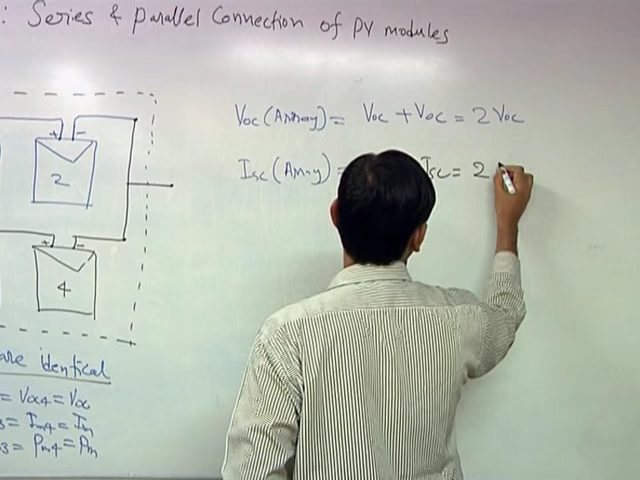 : Series & parallel Connection of PV modules
Voc (Array) = Voc + Voc = 2 Voc
Isc (Array) = Isc = 2
+ -
2
+ -
4
are identical
= Voc4 = Voc
= Im4 = Im
= Pm4 = Pm